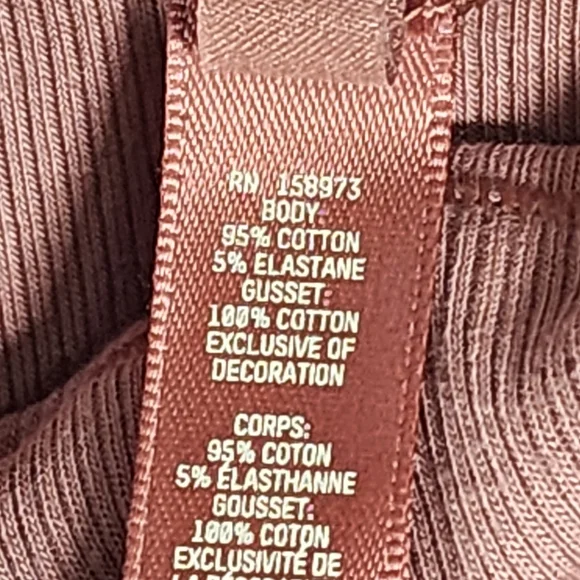 RN 158973
BODY:
95% COTTON
5% ELASTANE
GUSSET:
100% COTTON
EXCLUSIVE OF
DECORATION
CORPS:
95% COTON
5% ÉLASTHANNE
GOUSSET:
100% COTON
EXCLUSIVITÉ DE